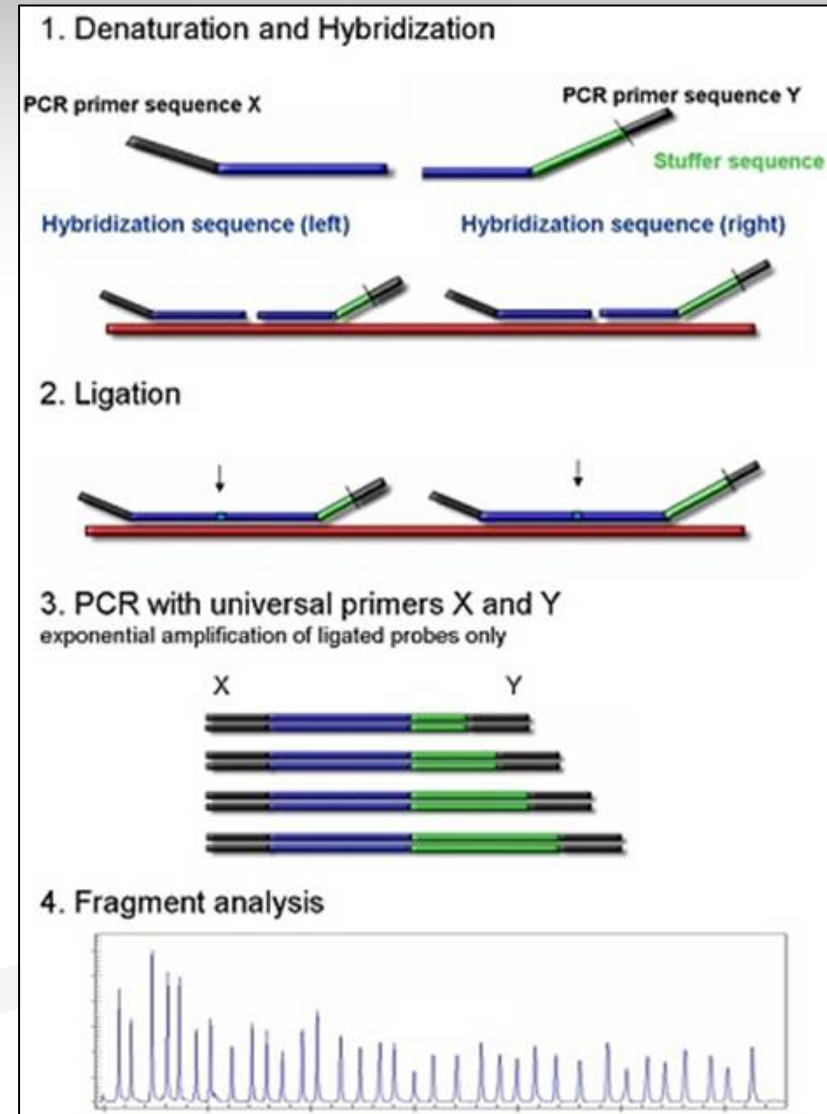 1. Denaturation and Hybridization
PCR primer sequence X
PCR primer sequence Y
Stuffer sequence
Hybridization sequence (left)
Hybridization sequence (right)
2. Ligation
3. PCR with universal primers X and Y
exponential amplification of ligated probes only
X Y
4. Fragment analysis